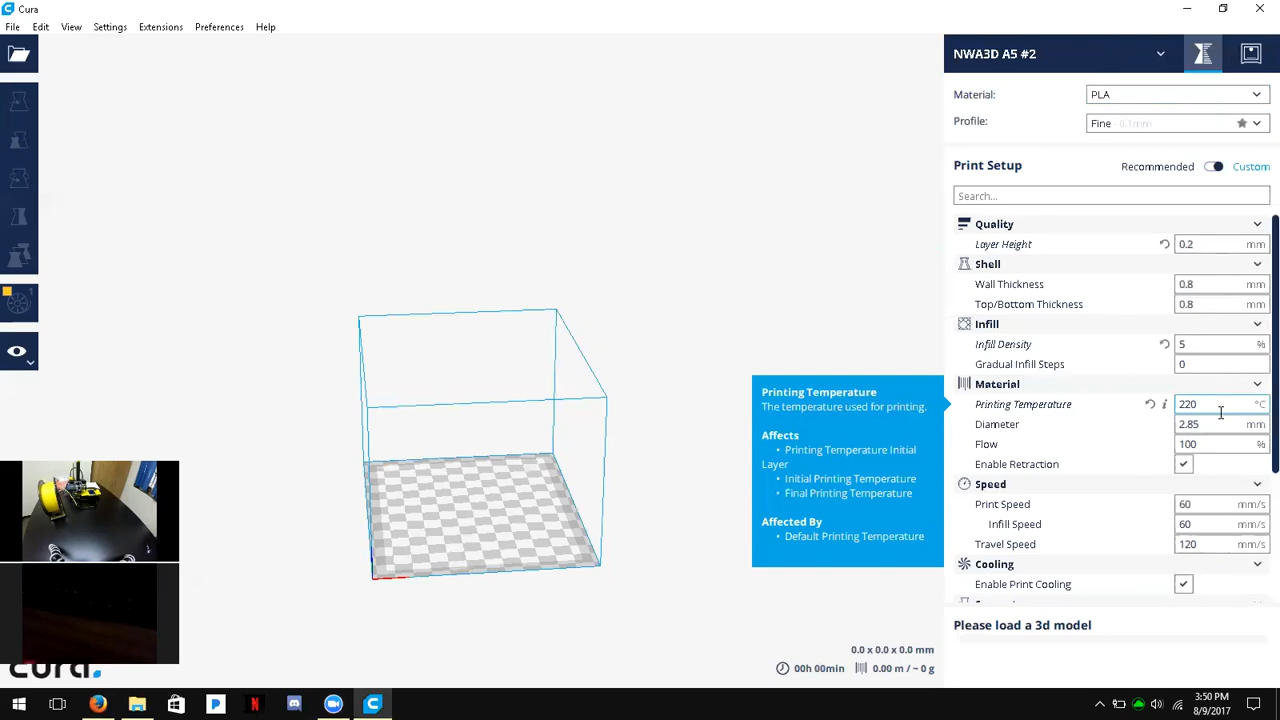 Cura
File Edit View Settings Extensions Preferences Help
NWA3D A5 #2
Material: PLA
Profile: Fine - 0.1mm
Print Setup Recommended Custom
Search...
Quality
Layer Height 0.2 mm
Shell
Wall Thickness 0.8 mm
Top/Bottom Thickness 0.8 mm
Infill
Infill Density 5 %
Gradual Infill Steps 0
Material
Printing Temperature i 220 °C
Diameter 2.85 mm
Flow 100 %
Enable Retraction
Speed
Print Speed 60 mm/s
Infill Speed 60 mm/s
Travel Speed 120 mm/s
Cooling
Enable Print Cooling
Printing Temperature
The temperature used for printing.
Affects
• Printing Temperature Initial
Layer
• Initial Printing Temperature
• Final Printing Temperature
Affected By
• Default Printing Temperature
Please load a 3d model
0.0 x 0.0 x 0.0 mm
00h 00min 0.00 m / ~ 0 g
cura.
3:50 PM
8/9/2017